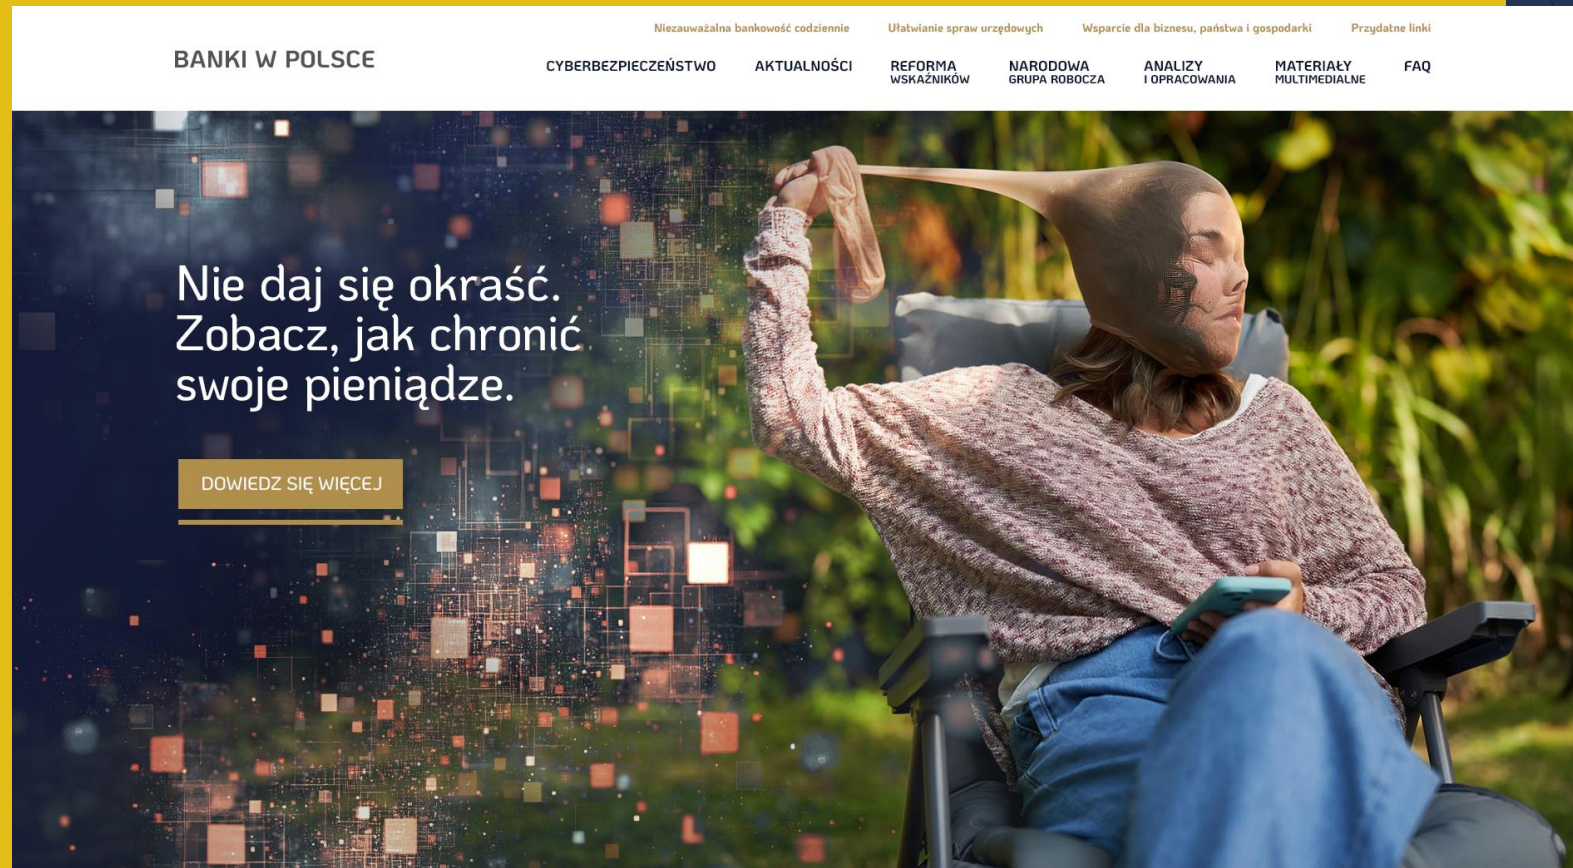 Niezauważalna bankowość codziennie
Ułatwianie spraw urzędowych
Wsparcie dla biznesu, państwa i gospodarki
Przydatne linki
BANKI W POLSCE
CYBERBEZPIECZEŃSTWO
AKTUALNOŚCI
REFORMA
WSKAŹNIKÓW
NARODOWA
GRUPA ROBOCZA
ANALIZY
I OPRACOWANIA
MATERIAŁY
MULTIMEDIALNE
FAQ
Nie daj się okraść.
Zobacz, jak chronić
swoje pieniądze.
DOWIEDZ SIĘ WIĘCEJ